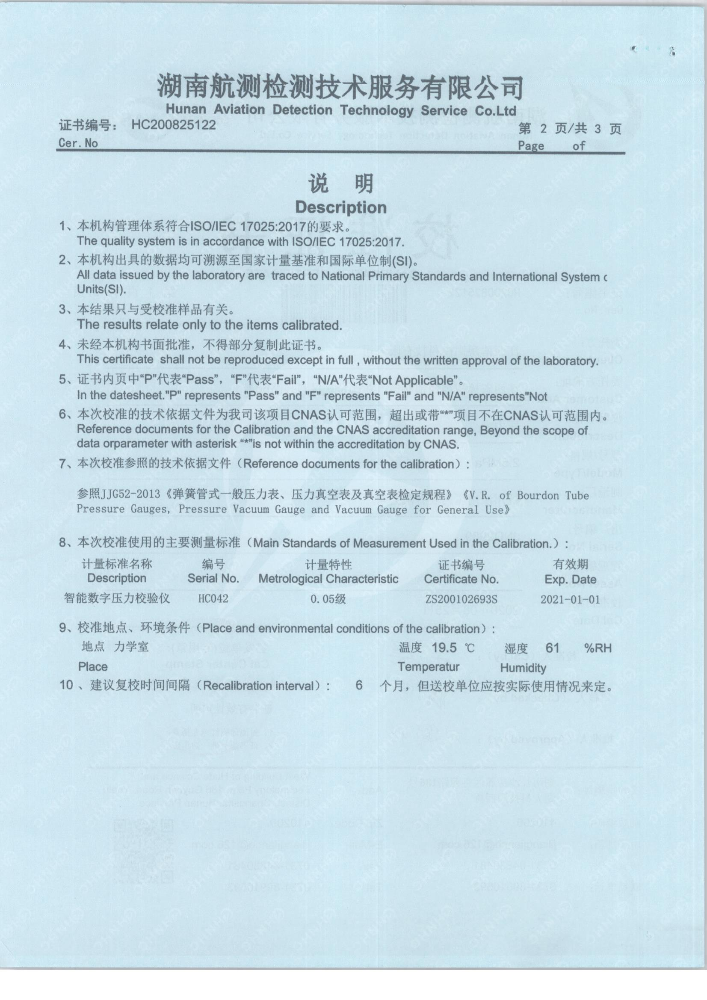 湖南航测检测技术服务有限公司
Hunan Aviation Detection Technology Service Co.Ltd
证书编号： HC200825122
第 2 页/共 3 页
Cer. No
Page of
说 明
Description
1、本机构管理体系符合ISO/IEC 17025:2017的要求。
The quality system is in accordance with ISO/IEC 17025:2017.
2、本机构出具的数据均可溯源至国家计量基准和国际单位制(SI)。
All data issued by the laboratory are traced to National Primary Standards and International System
Units(SI).
3、本结果只与受校准样品有关。
The results relate only to the items calibrated.
4、未经本机构书面批准，不得部分复制此证书。
This certificate shall not be reproduced except in full , without the written approval of the laboratory.
5、证书内页中“P”代表“Pass”，“F”代表“Fail”，“N/A”代表“Not Applicable”。
In the datesheet."P" represents "Pass" and "F" represents "Fail" and "N/A" represents"Not
6、本次校准的技术依据文件为我司该项目CNAS认可范围，超出或带“*”项目不在CNAS认可范围内。
Reference documents for the Calibration and the CNAS accreditation range, Beyond the scope of
data orparameter with asterisk “*”is not within the accreditation by CNAS.
7、本次校准参照的技术依据文件（Reference documents for the calibration）:
参照JJG52-2013《弹簧管式一般压力表、压力真空表及真空表检定规程》《V.R. of Bourdon Tube
Pressure Gauges, Pressure Vacuum Gauge and Vacuum Gauge for General Use》
8、本次校准使用的主要测量标准（Main Standards of Measurement Used in the Calibration.）:
计量标准名称 编号 计量特性 证书编号 有效期
Description Serial No. Metrological Characteristic Certificate No. Exp. Date
智能数字压力校验仪 HC042 0.05级 ZS200102693S 2021-01-01
9、校准地点、环境条件（Place and environmental conditions of the calibration）:
地点 力学室 温度 19.5 ℃ 湿度 61 %RH
Place Temperatur Humidity
10 、建议复校时间间隔（Recalibration interval）: 6 个月，但送校单位应按实际使用情况来定。